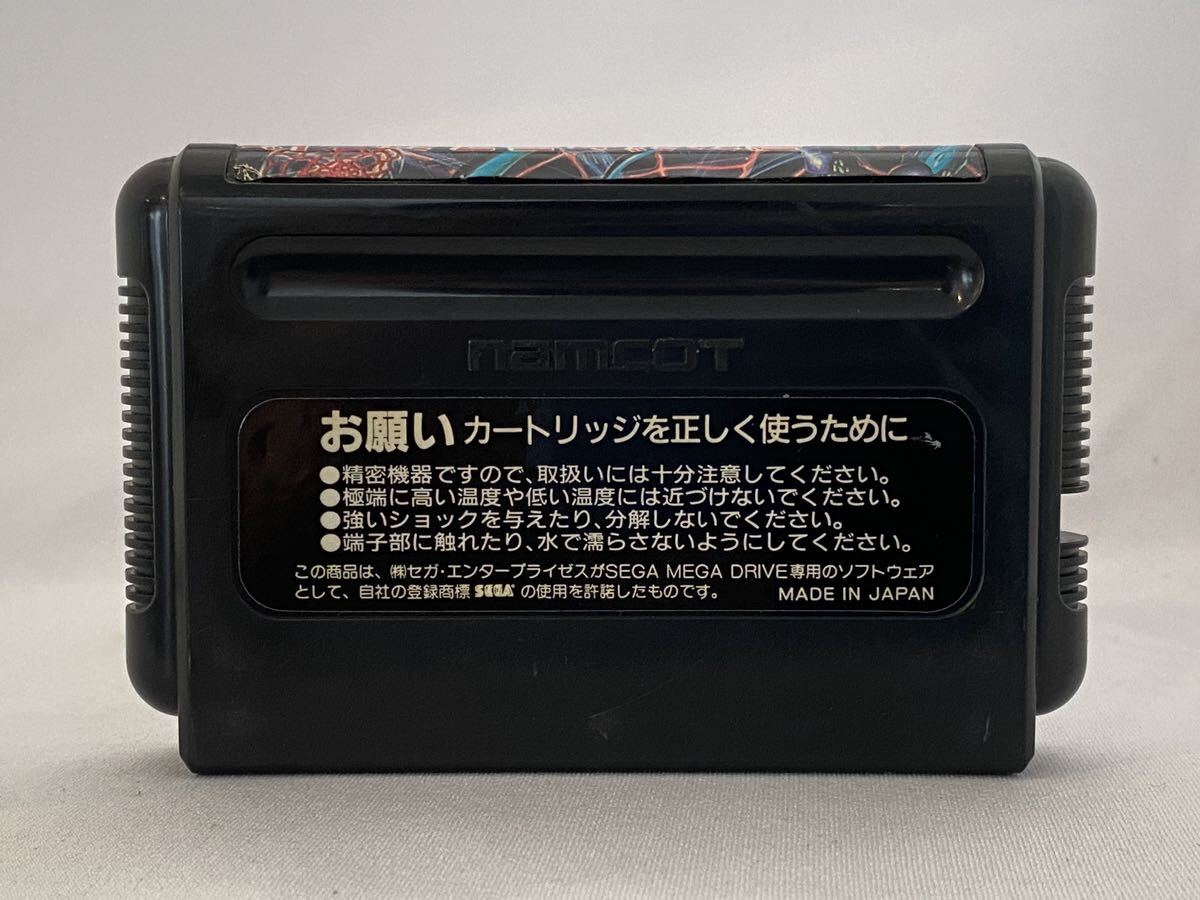 namcot
お願い カートリッジを正しく使うために
●精密機器ですので、取扱いには十分注意してください。
●極端に高い温度や低い温度には近づけないでください。
●強いショックを与えたり、分解しないでください。
●端子部に触れたり、水で濡らさないようにしてください。
この商品は、㈱セガ・エンタープライゼスがSEGA MEGA DRIVE専用のソフトウェア
として、自社の登録商標 SEGA の使用を許諾したものです。 MADE IN JAPAN